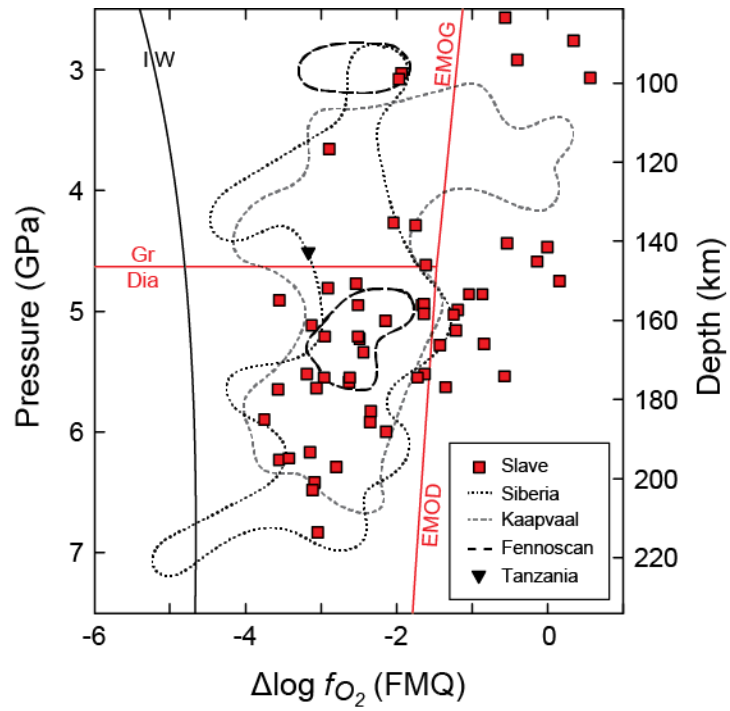 I W
EMOG
Gr
Dia
EMOD
3
4
5
6
7
Pressure (GPa)
100
120
140
160
180
200
220
Depth (km)
-6
-4
-2
0
Δlog fO2 (FMQ)
Slave
Siberia
Kaapvaal
Fennoscan
Tanzania